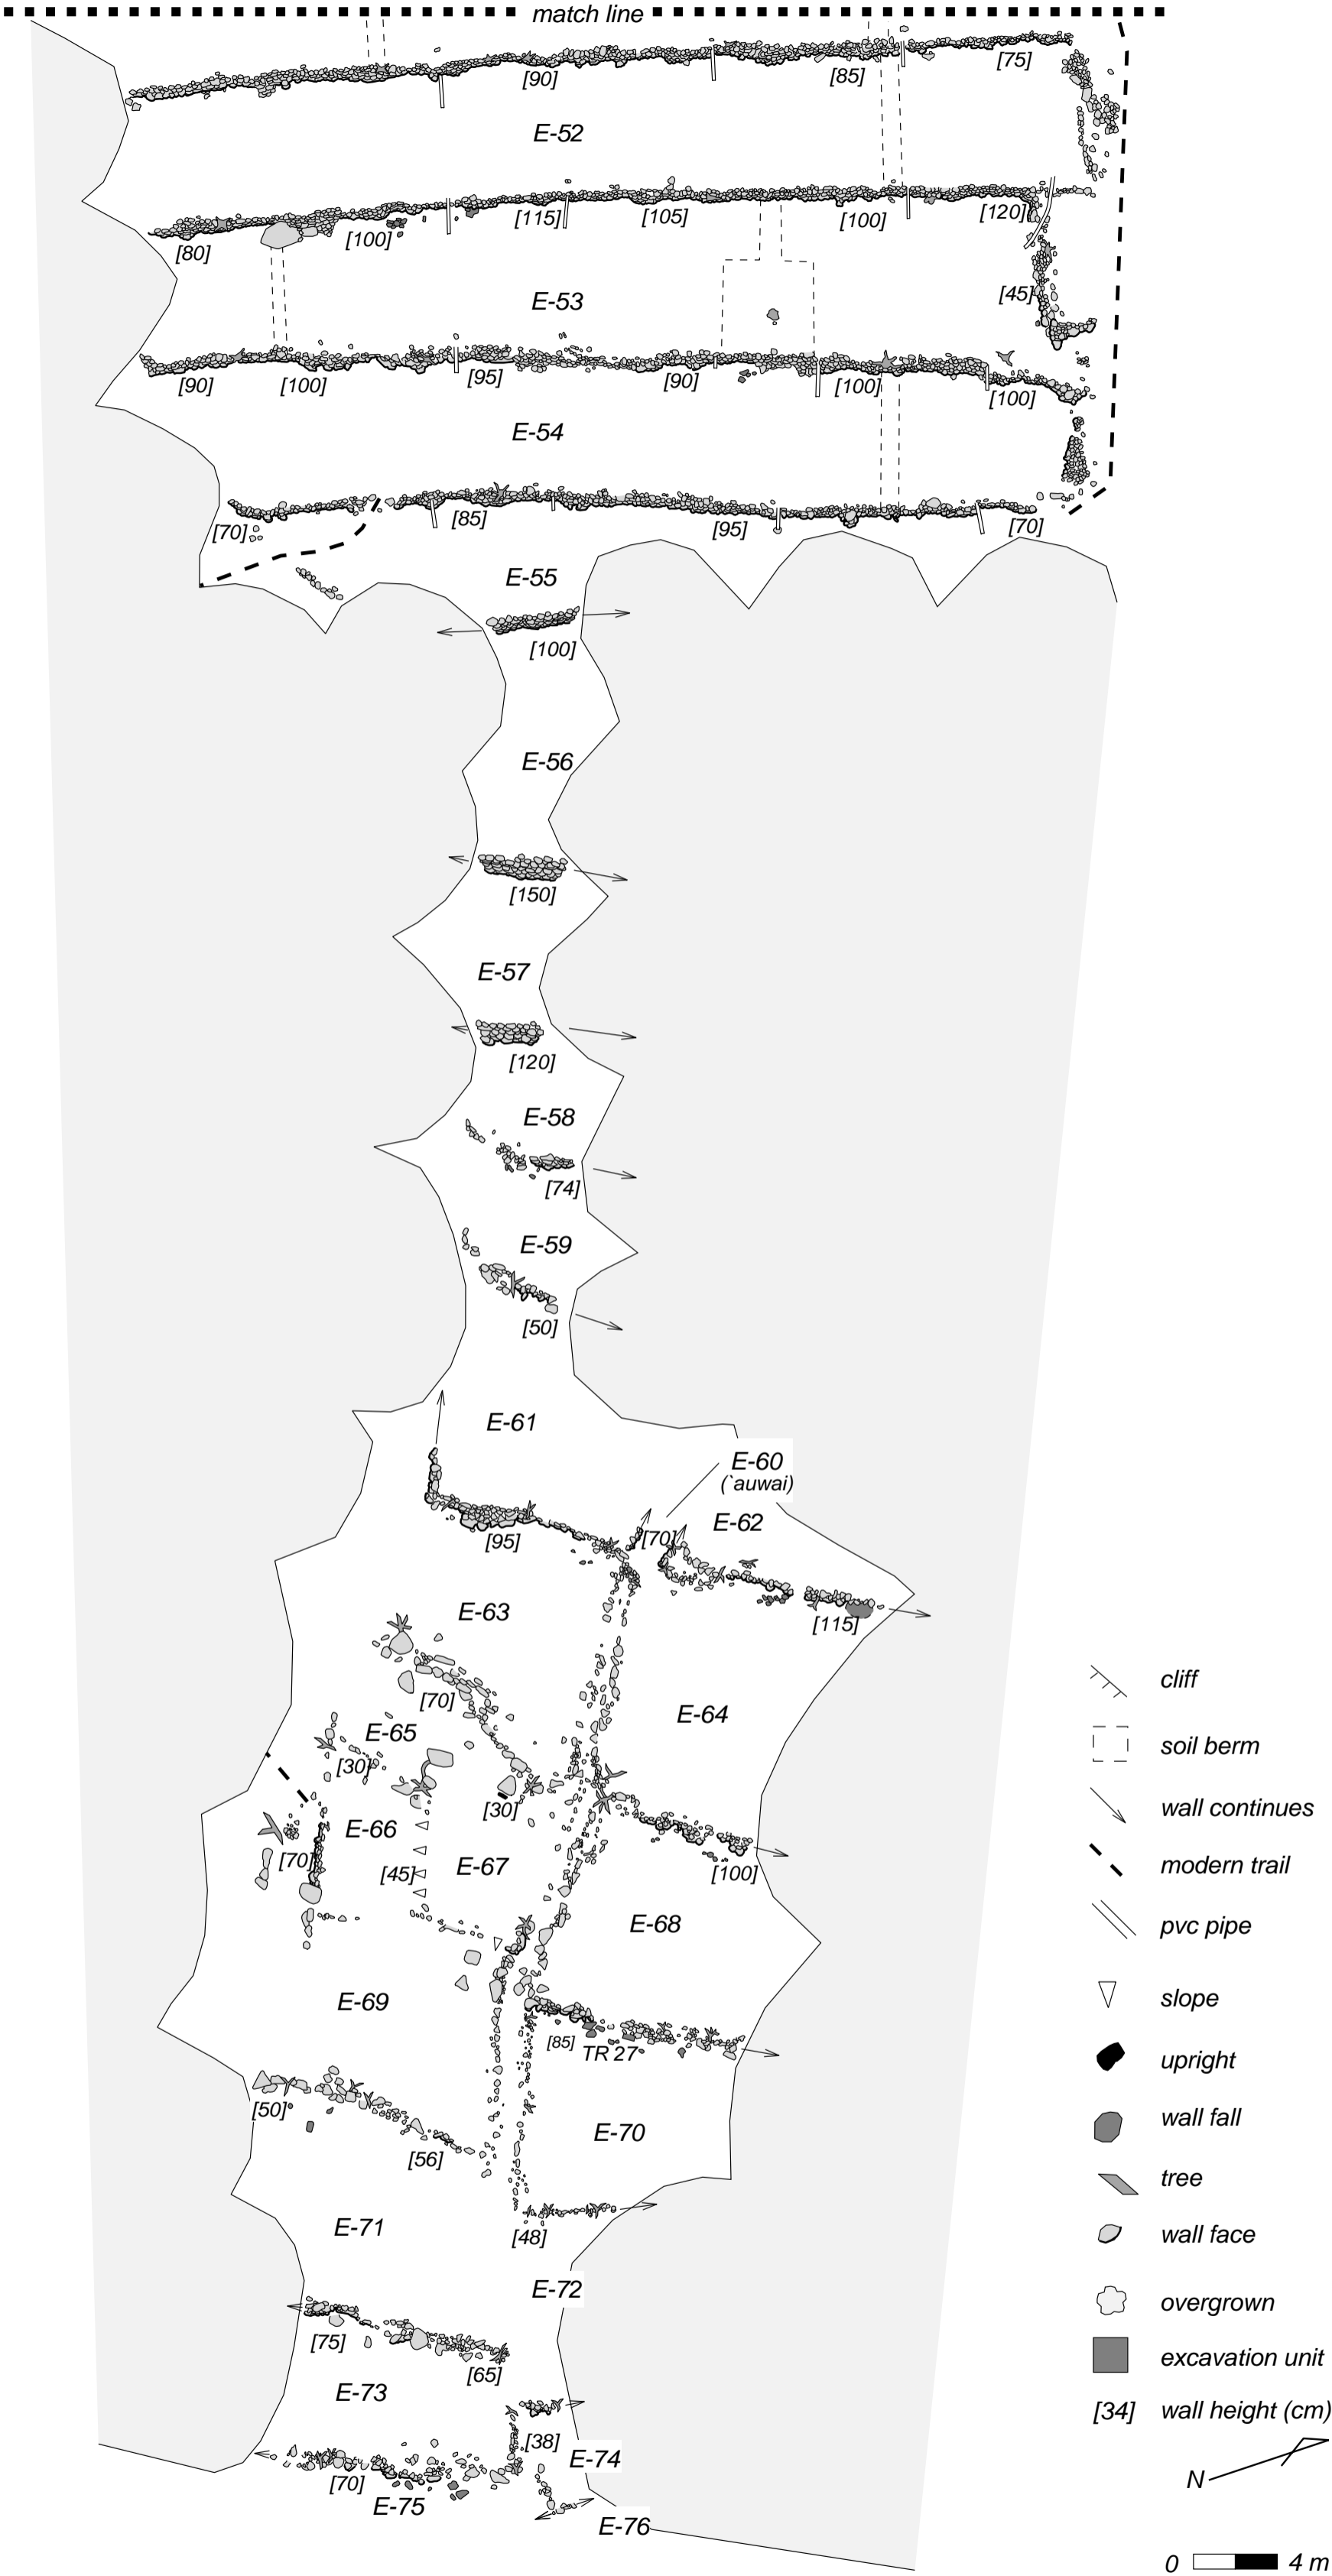 match line
[90]
[85]
[75]
E-52
[80]
[100]
[115]
[105]
[100]
[120]
E-53
[45]
[90]
[100]
[95]
[90]
[100]
[100]
E-54
[70]
[85]
[95]
[70]
E-55
[100]
E-56
[150]
E-57
[120]
E-58
[74]
E-59
[50]
E-61
E-60
(`auwai)
E-62
[95]
[70]
[115]
E-63
[70]
E-64
E-65
[30]
[30]
E-66
[70]
[45]
E-67
[100]
E-68
E-69
[85]
TR 27
[50]
[56]
E-70
E-71
[48]
E-72
[75]
[65]
E-73
[38]
E-74
[70]
E-75
E-76
cliff
soil berm
wall continues
modern trail
pvc pipe
slope
upright
wall fall
tree
wall face
overgrown
excavation unit
[34] wall height (cm)
N
0 4 m